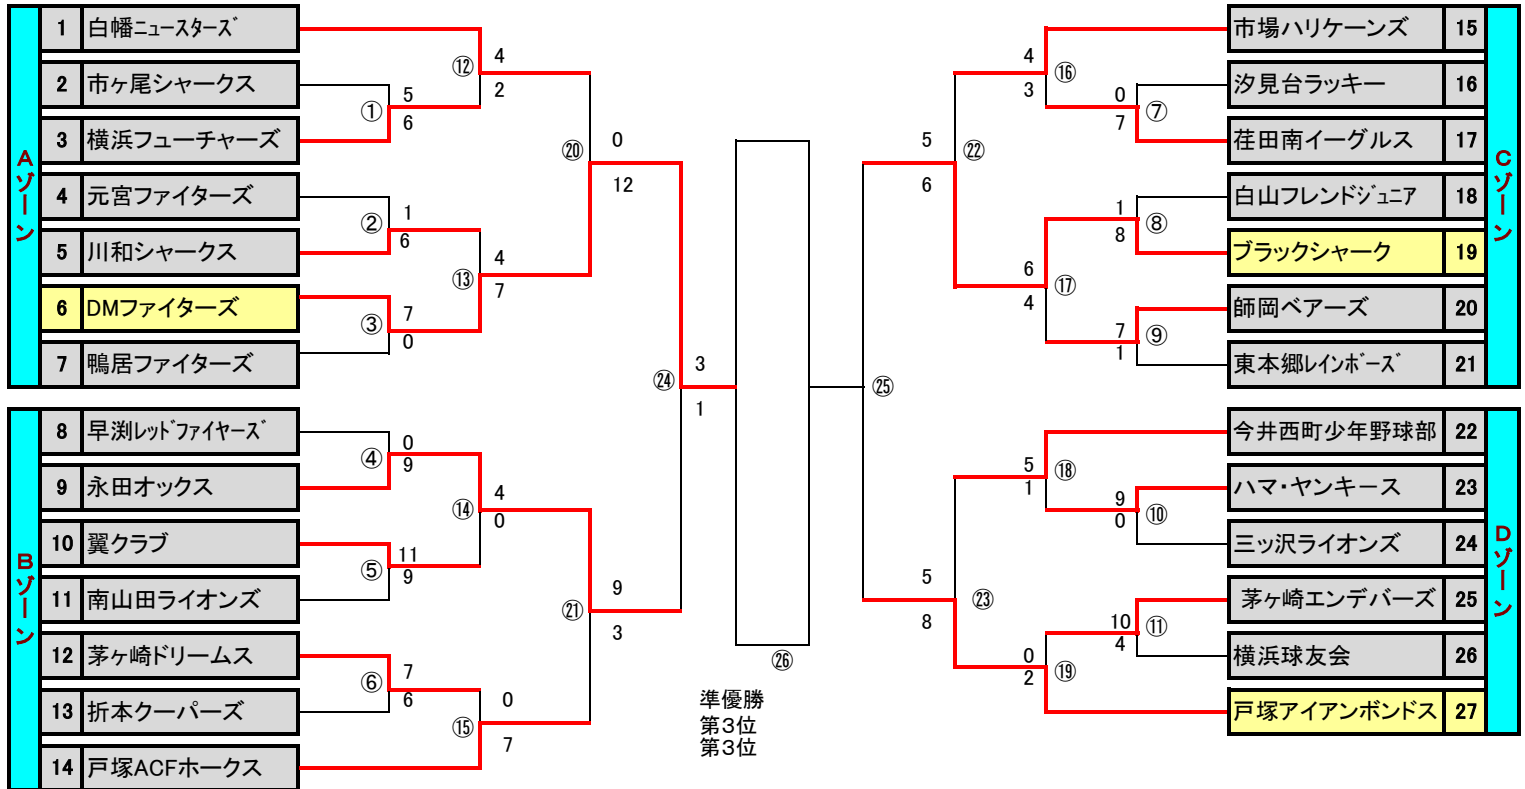 Aゾーン
1 白幡ニュースターズ
2 市ヶ尾シャークス
3 横浜フューチャーズ
4 元宮ファイターズ
5 川和シャークス
6 DMファイターズ
7 鴨居ファイターズ
Bゾーン
8 早渕レッドファイヤーズ
9 永田オックス
10 翼クラブ
11 南山田ライオンズ
12 茅ヶ崎ドリームス
13 折本クーパーズ
14 戸塚ACFホークス
① 5
6
② 1
6
③ 7
0
④ 0
9
⑤ 11
9
⑥ 7
6
⑫ 4
2
⑬ 4
7
⑭ 4
0
⑮ 0
7
⑳ 0
12
㉑ 9
3
㉔ 3
1
㉖
準優勝
第3位
第3位
㉕
5 ㉒
6
5 ㉓
8
4 ⑯
3
6 ⑰
4
5 ⑱
1
0 ⑲
2
0 ⑦
7
1 ⑧
8
7 ⑨
1
9 ⑩
0
10 ⑪
4
Cゾーン
市場ハリケーンズ 15
汐見台ラッキー 16
荏田南イーグルス 17
白山フレンドジュニア 18
ブラックシャーク 19
師岡ベアーズ 20
東本郷レインボーズ 21
Dゾーン
今井西町少年野球部 22
ハマ・ヤンキース 23
三ッ沢ライオンズ 24
茅ヶ崎エンデバーズ 25
横浜球友会 26
戸塚アイアンボンドス 27